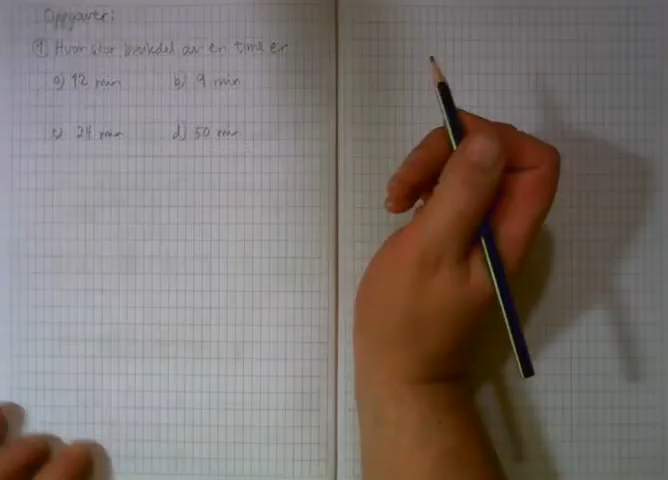 Oppgaver:
1) Hvor stor brøkdel av en time er
a) 12 min b) 9 min
c) 24 min d) 50 min